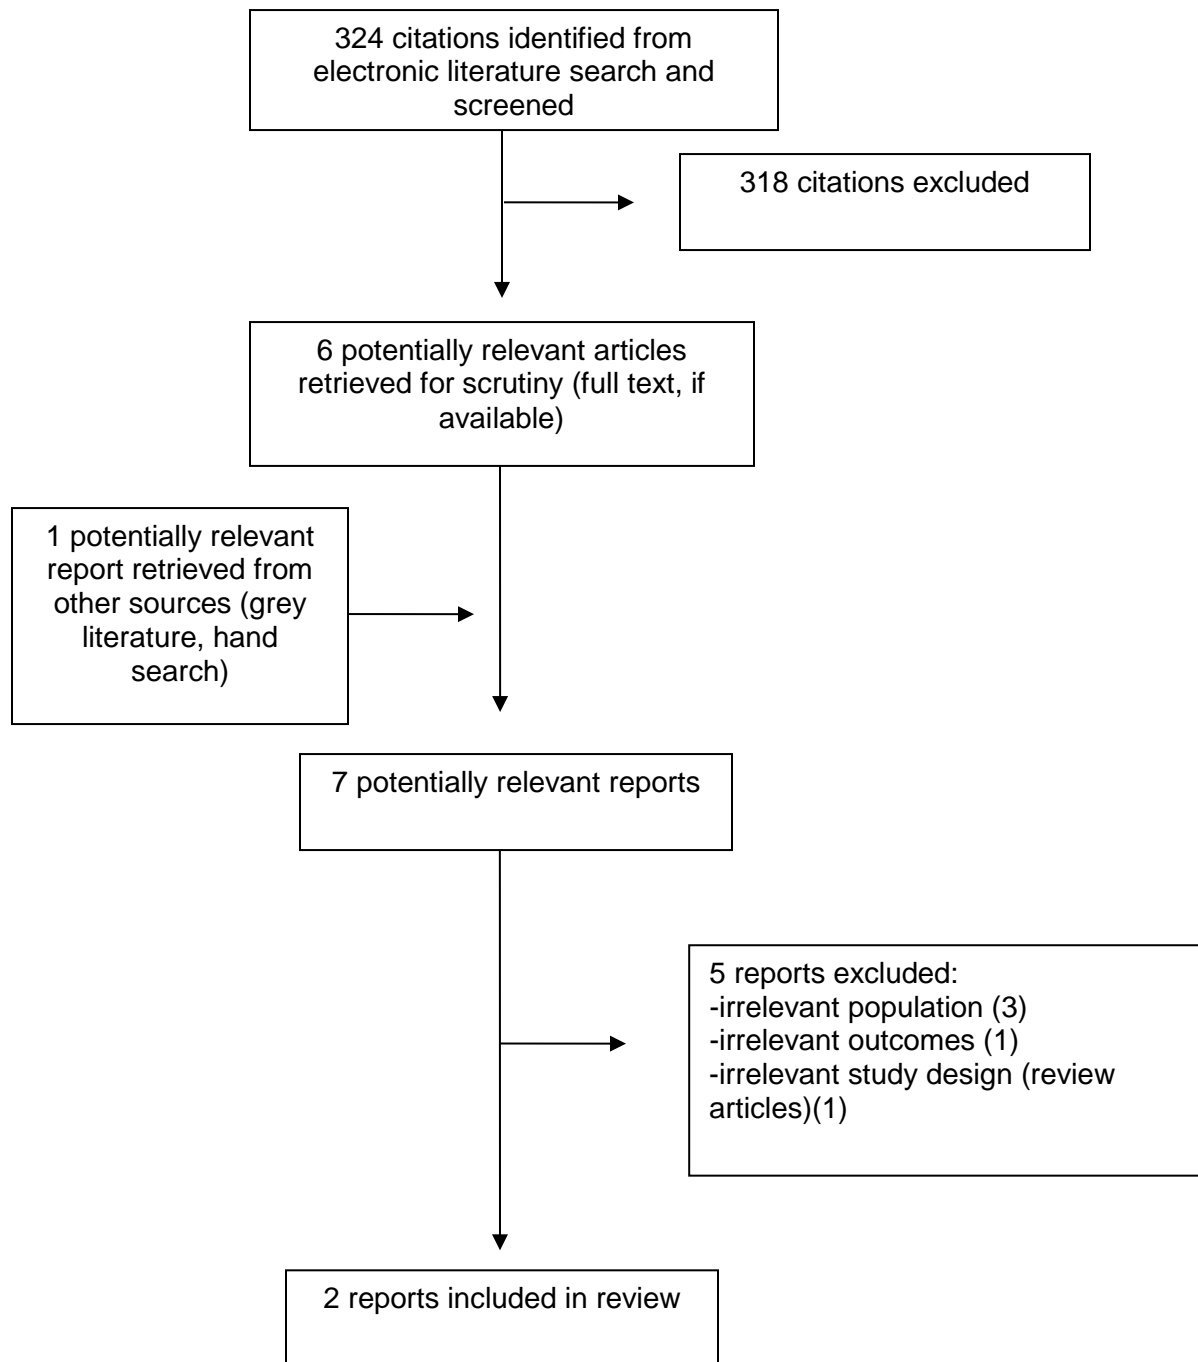 324 citations identified from
electronic literature search and
screened
318 citations excluded
6 potentially relevant articles
retrieved for scrutiny (full text, if
available)
1 potentially relevant
report retrieved from
other sources (grey
literature, hand
search)
7 potentially relevant reports
5 reports excluded:
-irrelevant population (3)
-irrelevant outcomes (1)
-irrelevant study design (review
articles)(1)
2 reports included in review